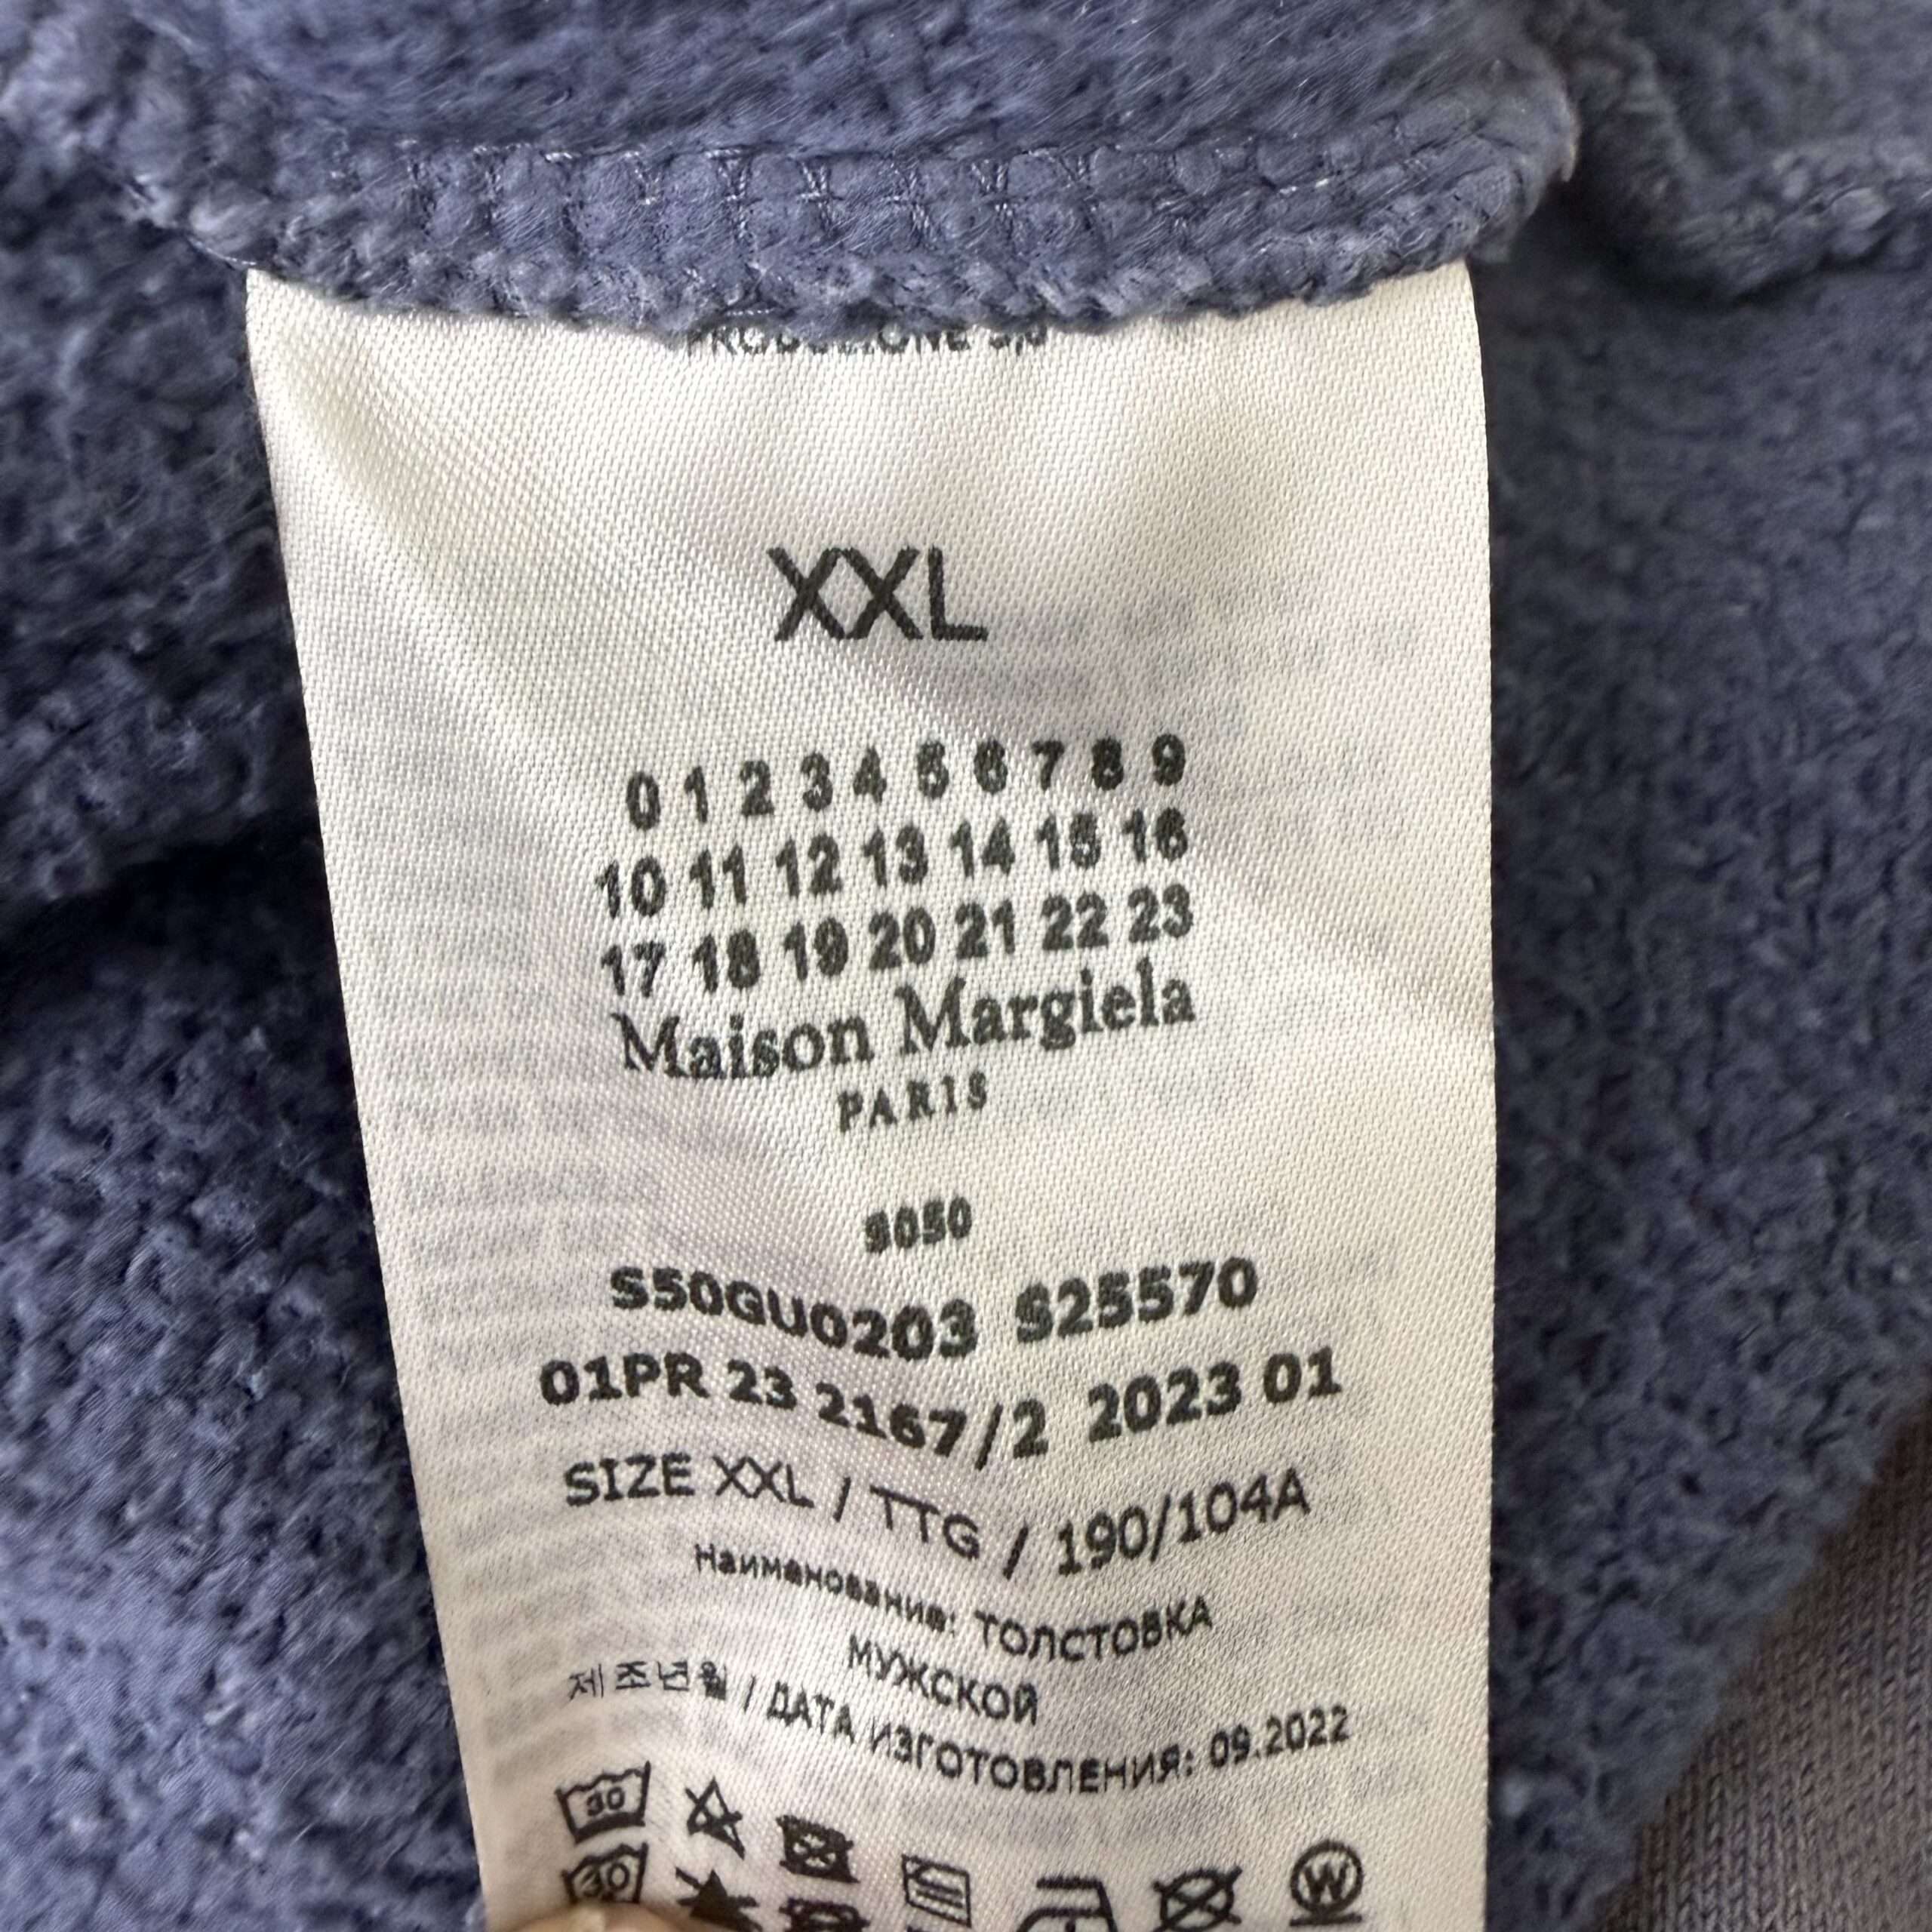 XXL
0 1 2 3 4 5 6 7 8 9
10 11 12 13 14 15 16
17 18 19 20 21 22 23
Maison Margiela
PARIS
S50GU0203 S25570
01PR 23 2167/2 2023 01
SIZE XXL / TTG / 190/104A
Наименование: ТОЛСТОВКА
МУЖСКОЙ
제조년월 / ДАТА ИЗГОТОВЛЕНИЯ: 09.2022
30
W
30